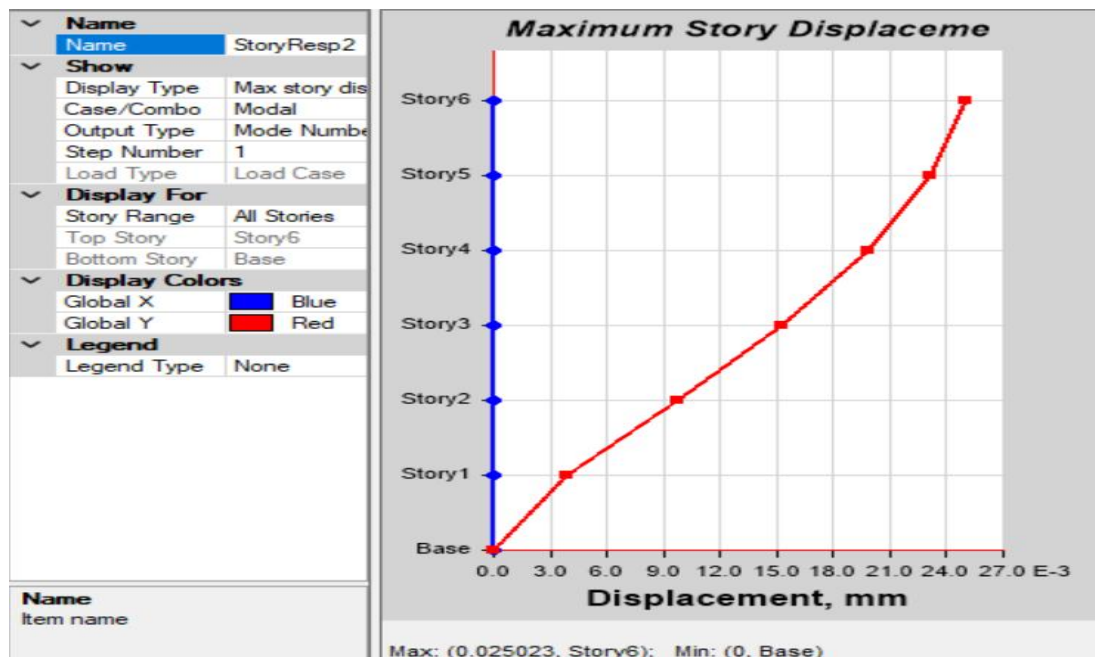 Name
Name StoryResp2
Show
Display Type Max story dis
Case/Combo Modal
Output Type Mode Numbe
Step Number 1
Load Type Load Case
Display For
Story Range All Stories
Top Story Story6
Bottom Story Base
Display Colors
Global X Blue
Global Y Red
Legend
Legend Type None
Name
Item name
Maximum Story Displaceme
Story6
Story5
Story4
Story3
Story2
Story1
Base
0.0 3.0 6.0 9.0 12.0 15.0 18.0 21.0 24.0 27.0 E-3
Displacement, mm
Max: (0.025023, Story6); Min: (0, Base)